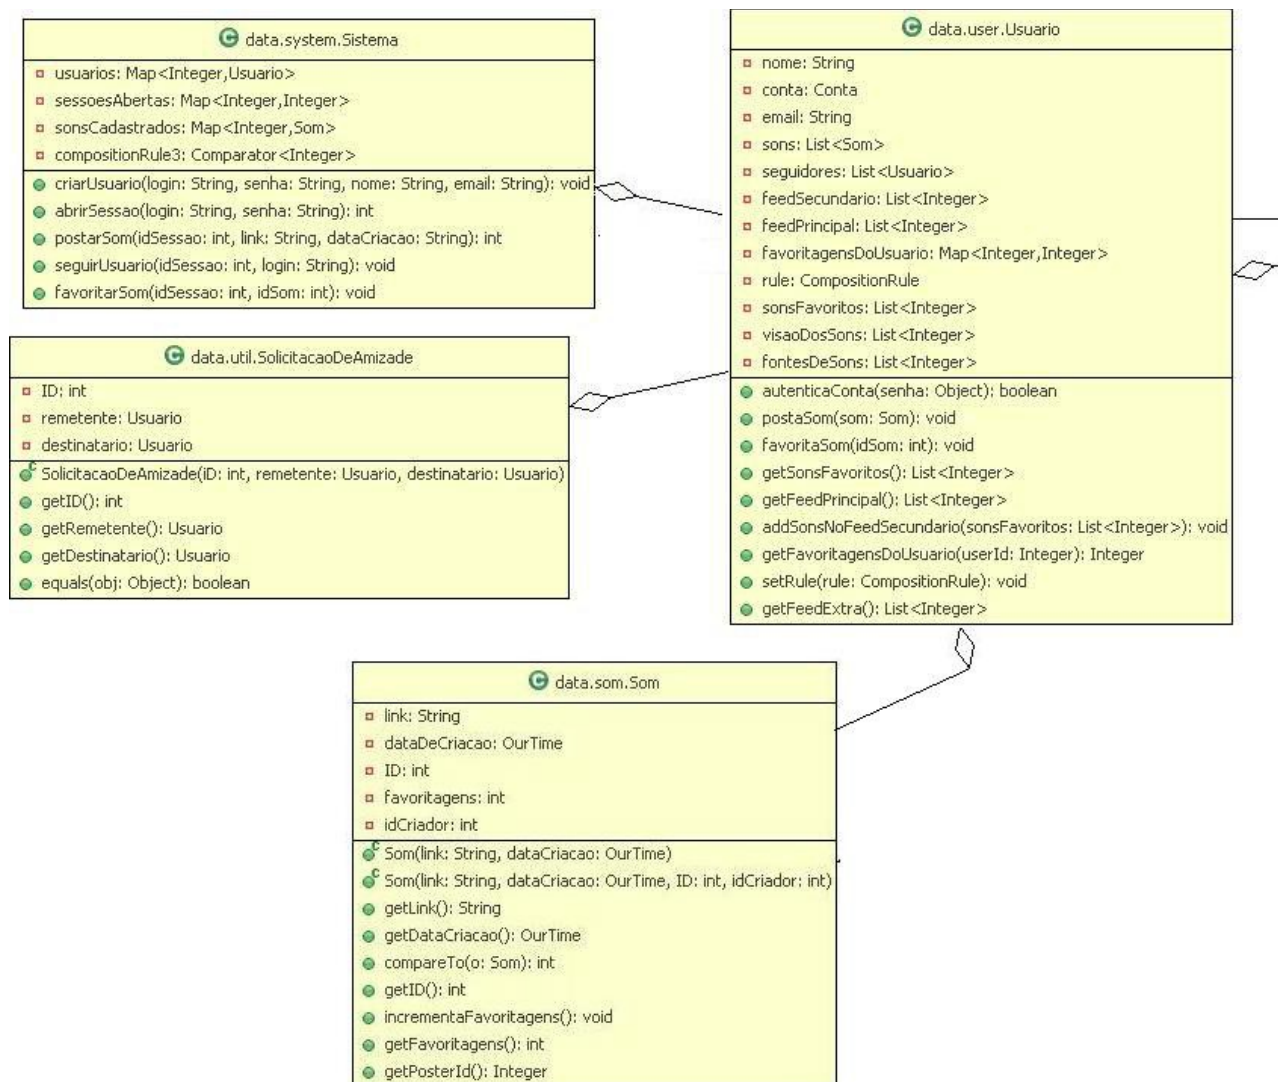 data.system.Sistema
usuarios: Map<Integer,Usuario>
sessoesAbertas: Map<Integer,Integer>
sonsCadastrados: Map<Integer,Som>
compositionRule3: Comparator<Integer>
criarUsuario(login: String, senha: String, nome: String, email: String): void
abrirSessao(login: String, senha: String): int
postarSom(idSessao: int, link: String, dataCriacao: String): int
seguirUsuario(idSessao: int, login: String): void
favoritarSom(idSessao: int, idSom: int): void
data.util.SolicitacaoDeAmizade
ID: int
remetente: Usuario
destinatario: Usuario
SolicitacaoDeAmizade(iD: int, remetente: Usuario, destinatario: Usuario)
getID(): int
getRemetente(): Usuario
getDestinatario(): Usuario
equals(obj: Object): boolean
data.user.Usuario
nome: String
conta: Conta
email: String
sons: List<Som>
seguidores: List<Usuario>
feedSecundario: List<Integer>
feedPrincipal: List<Integer>
favoritagensDoUsuario: Map<Integer,Integer>
rule: CompositionRule
sonsFavoritos: List<Integer>
visaoDosSons: List<Integer>
fontesDeSons: List<Integer>
autenticaConta(senha: Object): boolean
postaSom(som: Som): void
favoritaSom(idSom: int): void
getSonsFavoritos(): List<Integer>
getFeedPrincipal(): List<Integer>
addSonsNoFeedSecundario(sonsFavoritos: List<Integer>): void
getFavoritagensDoUsuario(userId: Integer): Integer
setRule(rule: CompositionRule): void
getFeedExtra(): List<Integer>
data.som.Som
link: String
dataDeCriacao: OurTime
ID: int
favoritagens: int
idCriador: int
Som(link: String, dataCriacao: OurTime)
Som(link: String, dataCriacao: OurTime, ID: int, idCriador: int)
getLink(): String
getDataCriacao(): OurTime
compareTo(o: Som): int
getID(): int
incrementaFavoritagens(): void
getFavoritagens(): int
getPosterId(): Integer